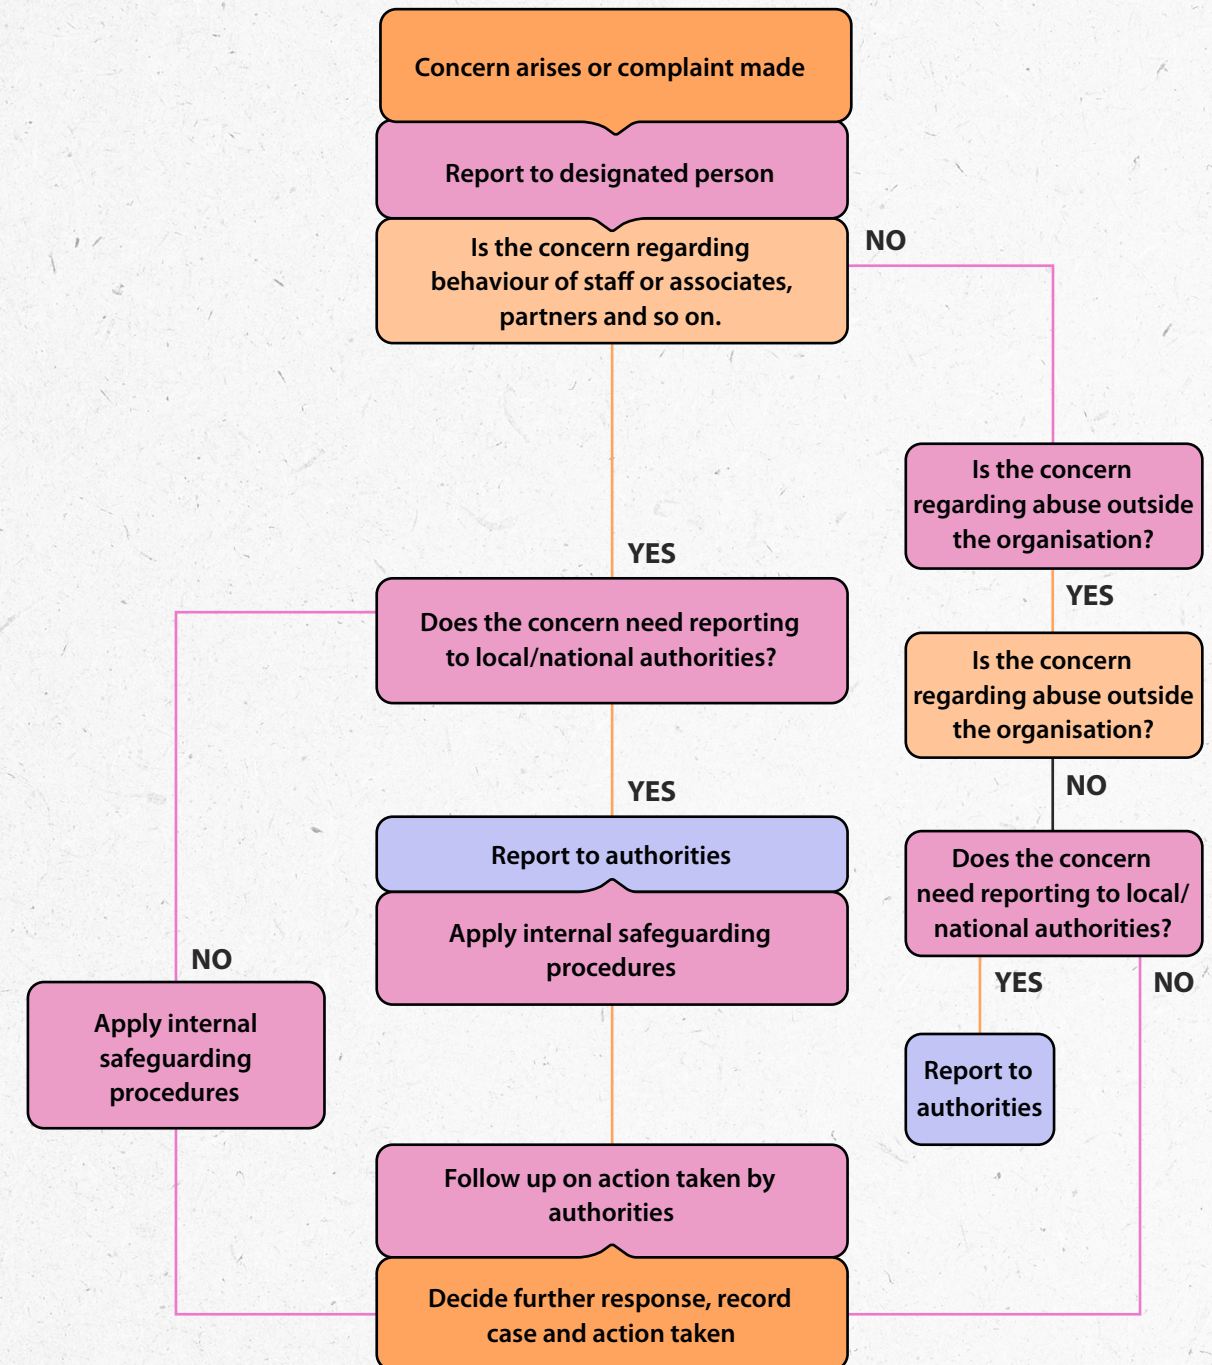 Concern arises or complaint made
Report to designated person
Is the concern regarding
behaviour of staff or associates,
partners and so on.
NO
Is the concern
regarding abuse outside
the organisation?
YES
YES
Does the concern need reporting
to local/national authorities?
Is the concern
regarding abuse outside
the organisation?
NO
YES
Report to authorities
Does the concern
need reporting to local/
national authorities?
Apply internal safeguarding
procedures
NO
YES
NO
Apply internal
safeguarding
procedures
Report to
authorities
Follow up on action taken by
authorities
Decide further response, record
case and action taken